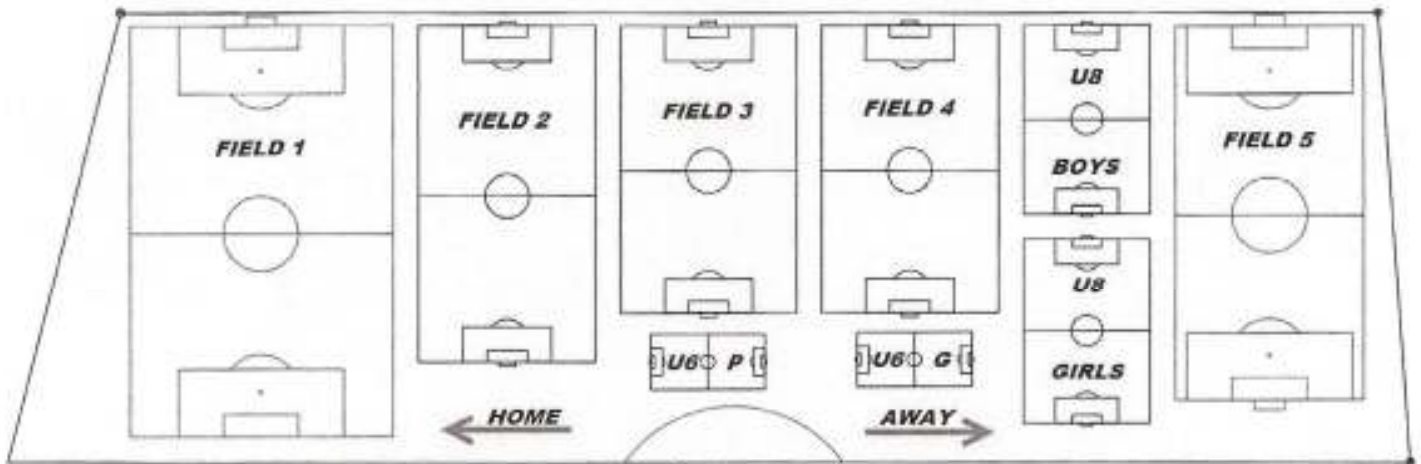 FIELD 1
FIELD 2
FIELD 3
FIELD 4
U8
BOYS
FIELD 5
U8
GIRLS
U6 P
U6 G
HOME
AWAY